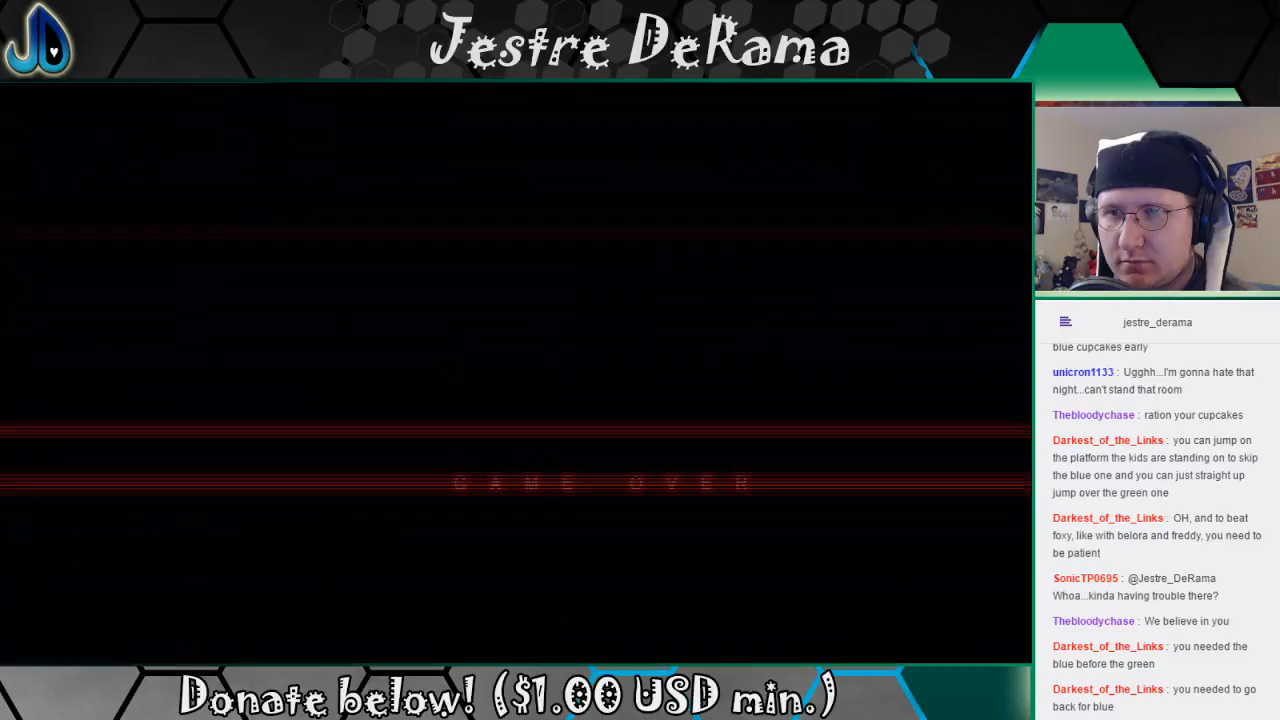 JD
Jestre DeRama
jestre_derama
blue cupcakes early
unicron1133 : Ugghh...I'm gonna hate that
night...can't stand that room
Thebloodychase : ration your cupcakes
Darkest_of_the_Links : you can jump on
the platform the kids are standing on to skip
the blue one and you can just straight up
jump over the green one
Darkest_of_the_Links : OH, and to beat
foxy, like with belora and freddy, you need to
be patient
SonicTP0695 : @Jestre_DeRama
Whoa...kinda having trouble there?
Thebloodychase : We believe in you
Darkest_of_the_Links : you needed the
blue before the green
Darkest_of_the_Links : you needed to go
back for blue
GAME OVER
Donate below! ($1.00 USD min.)